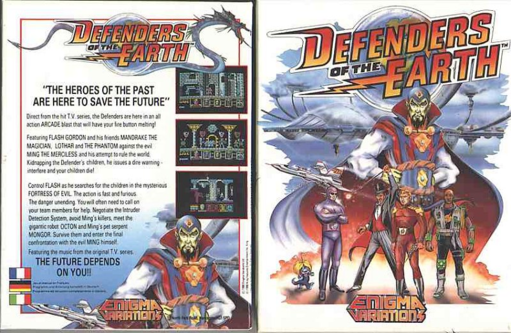 DEFENDERS
OF THE
EARTH
"THE HEROES OF THE PAST
ARE HERE TO SAVE THE FUTURE"
Direct from the hit T.V. series, the Defenders are here in an all
action ARCADE blast that will have your fire button melting!
Featuring FLASH GORDON and his friends MANDRAKE THE
MAGICIAN, LOTHAR and THE PHANTOM against the evil
MING THE MERCILESS and his attempt to rule the world.
Kidnapping the Defender's children, he issues a dire warning -
interfere and your children die!
Control FLASH as he searches for the children in the mysterious
FORTRESS OF EVIL. The action is fast and furious.
The danger unending. You will often need to call on
your team members for help. Negotiate the Intruder
Detection System, avoid Ming's killers, meet the
gigantic robot OCTON and Ming's pet serpent
MONGOR. Survive them and enter the final
confrontation with the evil MING himself.
Featuring the music from the original T.V. series.
THE FUTURE DEPENDS
ON YOU!!
ENIGMA
VARIATIONS
DEFENDERS
OF THE
EARTH
TM
ENIGMA
VARIATIONS